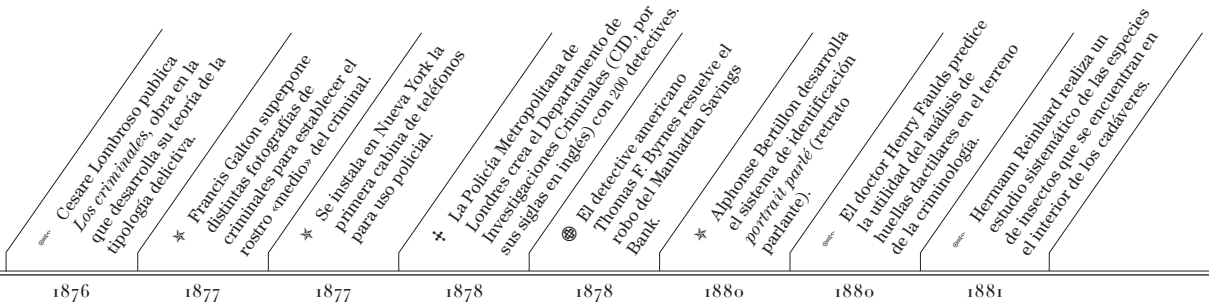 Cesare Lombroso publica
Los criminales, obra en la
que desarrolla su teoría de la
tipología delictiva.
Francis Galton superpone
distintas fotografías de
criminales para establecer el
rostro «medio» del criminal.
Se instala en Nueva York la
primera cabina de teléfonos
para uso policial.
La Policía Metropolitana de
Londres crea el Departamento de
Investigaciones Criminales (CID, por
sus siglas en inglés) con 200 detectives.
El detective americano
Thomas F. Byrnes resuelve el
robo del Manhattan Savings
Bank.
Alphonse Bertillon desarrolla
el sistema de identificación
portrait parlé (retrato
parlante).
El doctor Henry Faulds predice
la utilidad del análisis de
huellas dactilares en el terreno
de la criminología.
Hermann Reinhard realiza un
estudio sistemático de las especies
de insectos que se encuentran en
el interior de los cadáveres.
1876
1877
1877
1878
1878
1880
1880
1881